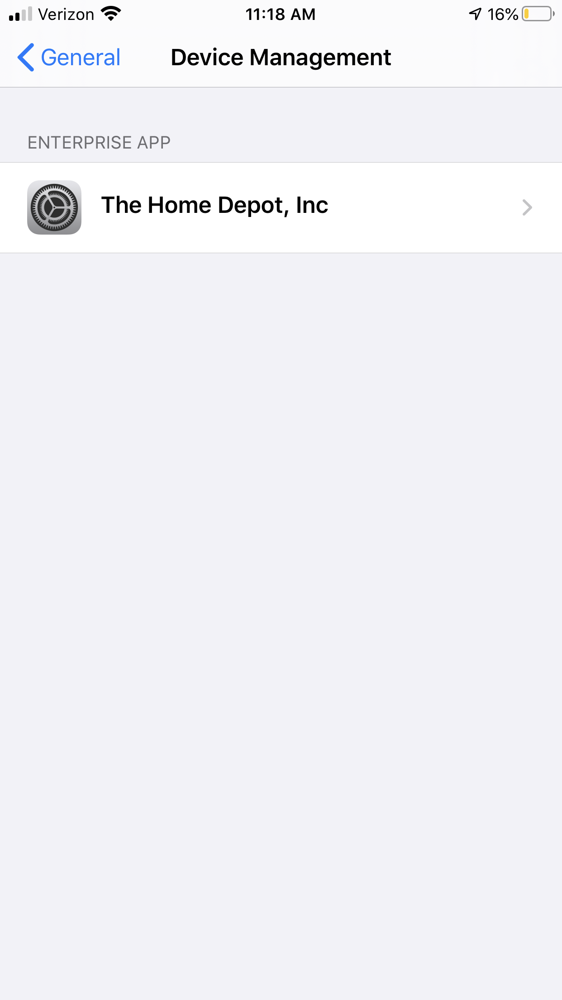 Verizon 11:18 AM 16%
General Device Management
ENTERPRISE APP
The Home Depot, Inc